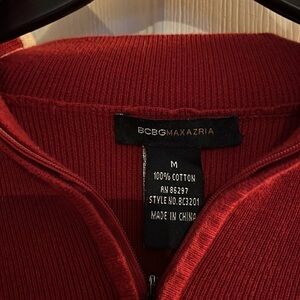 BCBGMAXAZRIA
M
100% COTTON
RN 86297
STYLE NO. BC3201
MADE IN CHINA